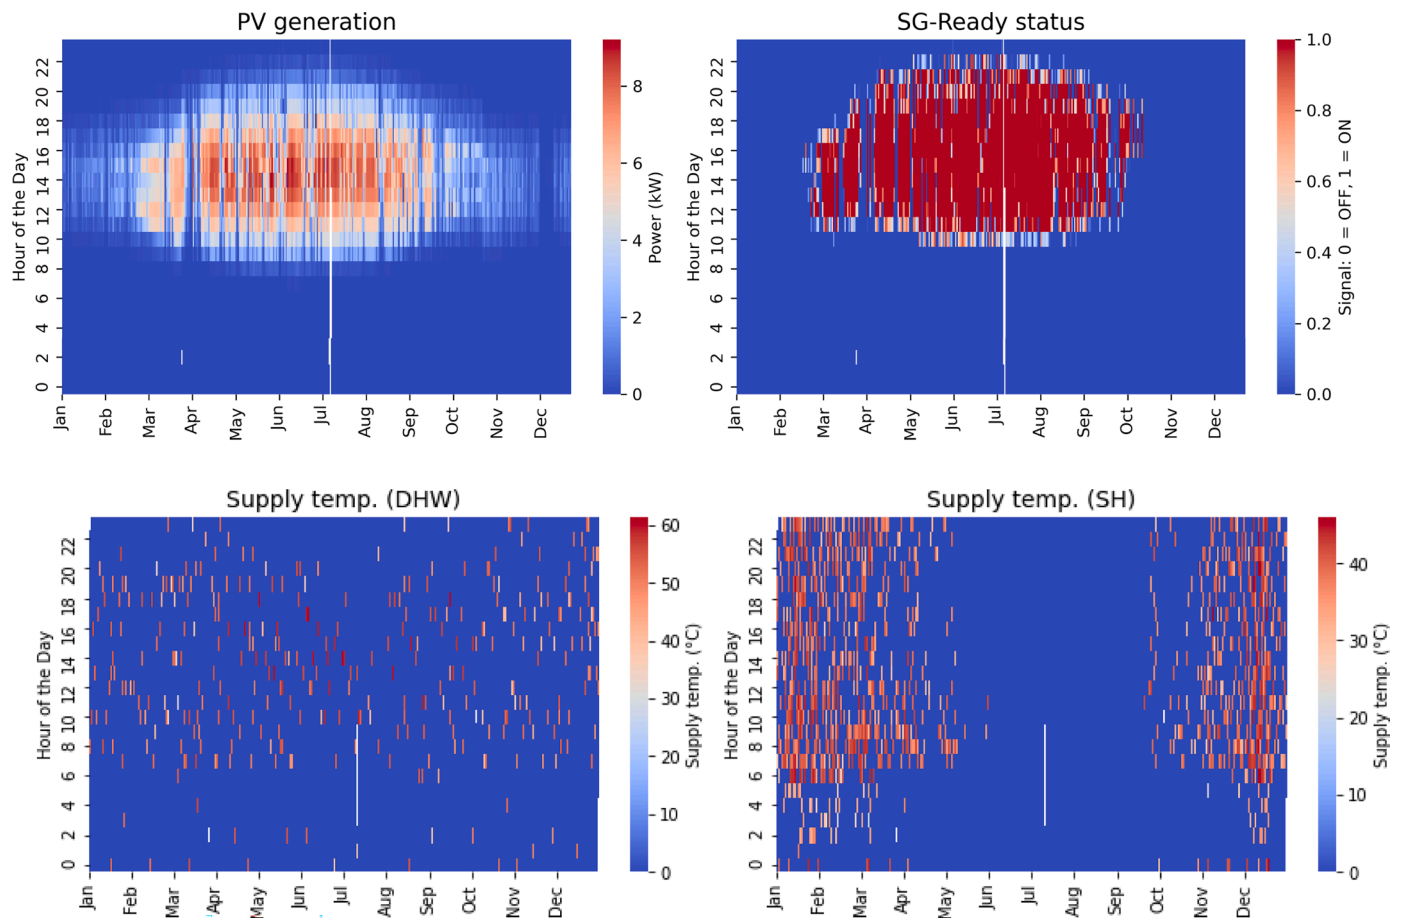 PV generation
Hour of the Day
22
20
18
16
14
12
10
8
6
4
2
0
Jan
Feb
Mar
Apr
May
Jun
Jul
Aug
Sep
Oct
Nov
Dec
8
6
4
2
0
Power (kW)
SG-Ready status
Hour of the Day
22
20
18
16
14
12
10
8
6
4
2
0
Jan
Feb
Mar
Apr
May
Jun
Jul
Aug
Sep
Oct
Nov
Dec
1.0
0.8
0.6
0.4
0.2
0.0
Signal: 0 = OFF, 1 = ON
Supply temp. (DHW)
Hour of the Day
22
20
18
16
14
12
10
8
6
4
2
0
Jan
Feb
Mar
Apr
May
Jun
Jul
Aug
Sep
Oct
Nov
Dec
60
50
40
30
20
10
0
Supply temp. (°C)
Supply temp. (SH)
Hour of the Day
22
20
18
16
14
12
10
8
6
4
2
0
Jan
Feb
Mar
Apr
May
Jun
Jul
Aug
Sep
Oct
Nov
Dec
40
30
20
10
0
Supply temp. (°C)